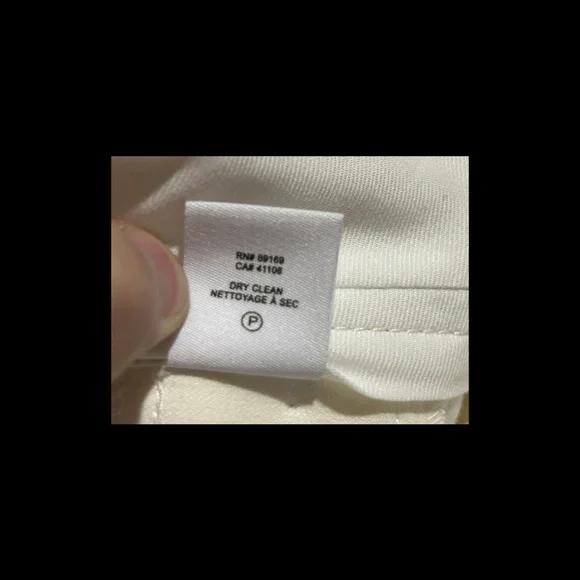 RN# 89169
CA# 41106
DRY CLEAN
NETTOYAGE À SEC
P